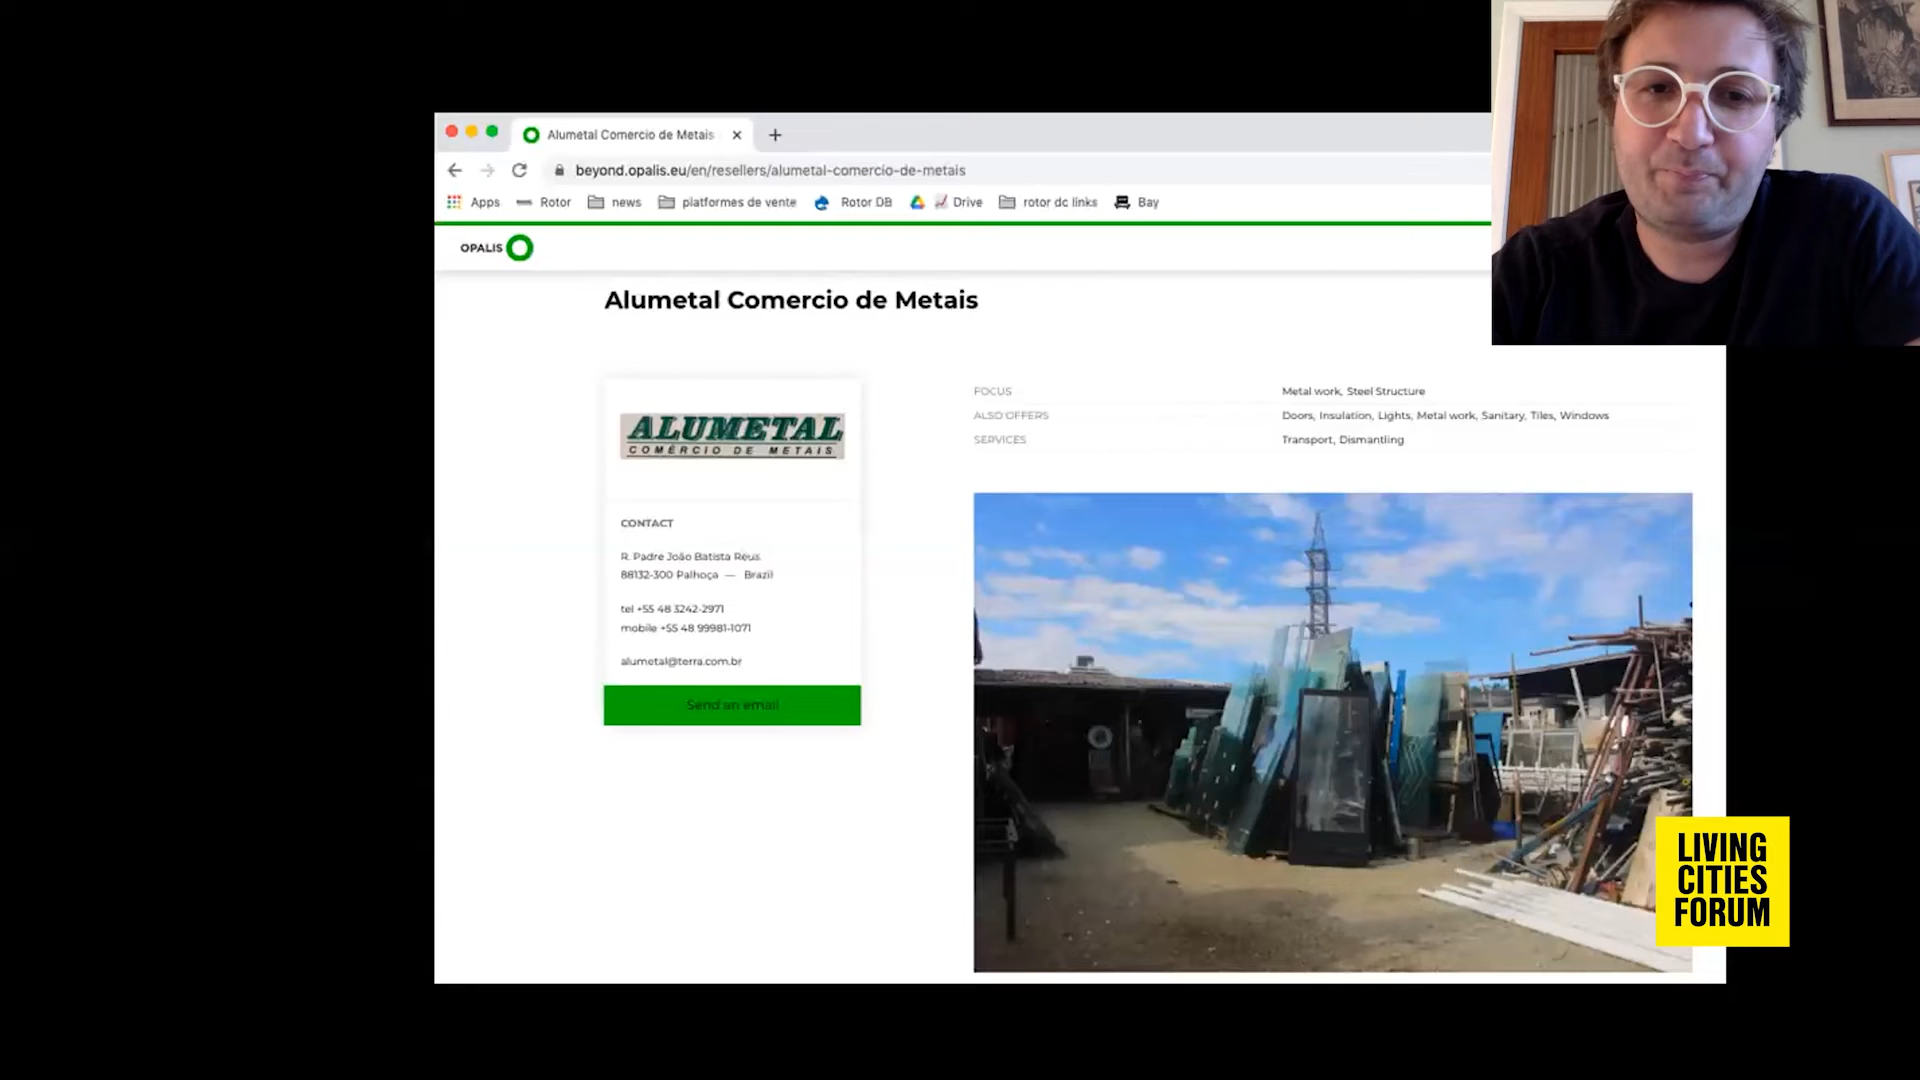 Alumetal Comercio de Metais
beyond.opalis.eu/en/resellers/alumetal-comercio-de-metais
Apps Rotor news platformes de vente Rotor DB Drive rotor dc links Bay
OPALIS
Alumetal Comercio de Metais
ALUMETAL
COMÉRCIO DE METAIS
CONTACT
R. Padre João Batista Réus.
88132-300 Palhoça — Brazil
tel +55 48 3242-2971
mobile +55 48 99981-1071
alumetal@terra.com.br
Send an email
FOCUS Metal work, Steel Structure
ALSO OFFERS Doors, Insulation, Lights, Metal work, Sanitary, Tiles, Windows
SERVICES Transport, Dismantling
LIVING
CITIES
FORUM